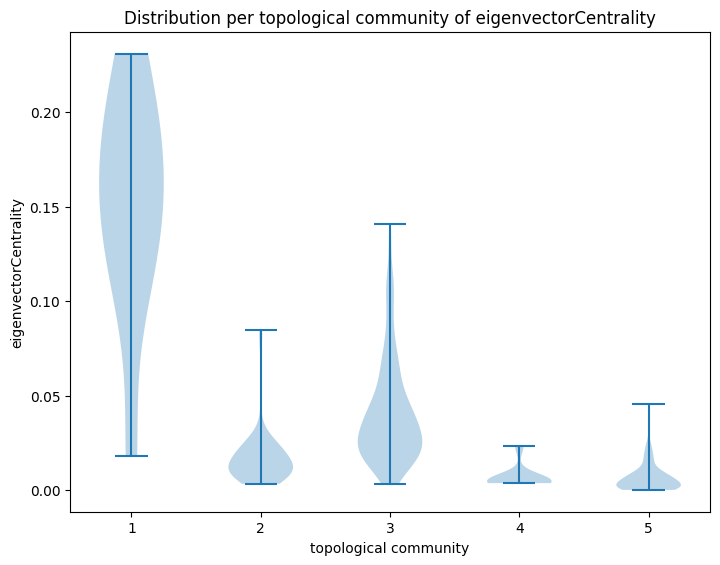 Distribution per topological community of eigenvectorCentrality
0.20
0.15
0.10
0.05
0.00
eigenvectorCentrality
1 2 3 4 5
topological community